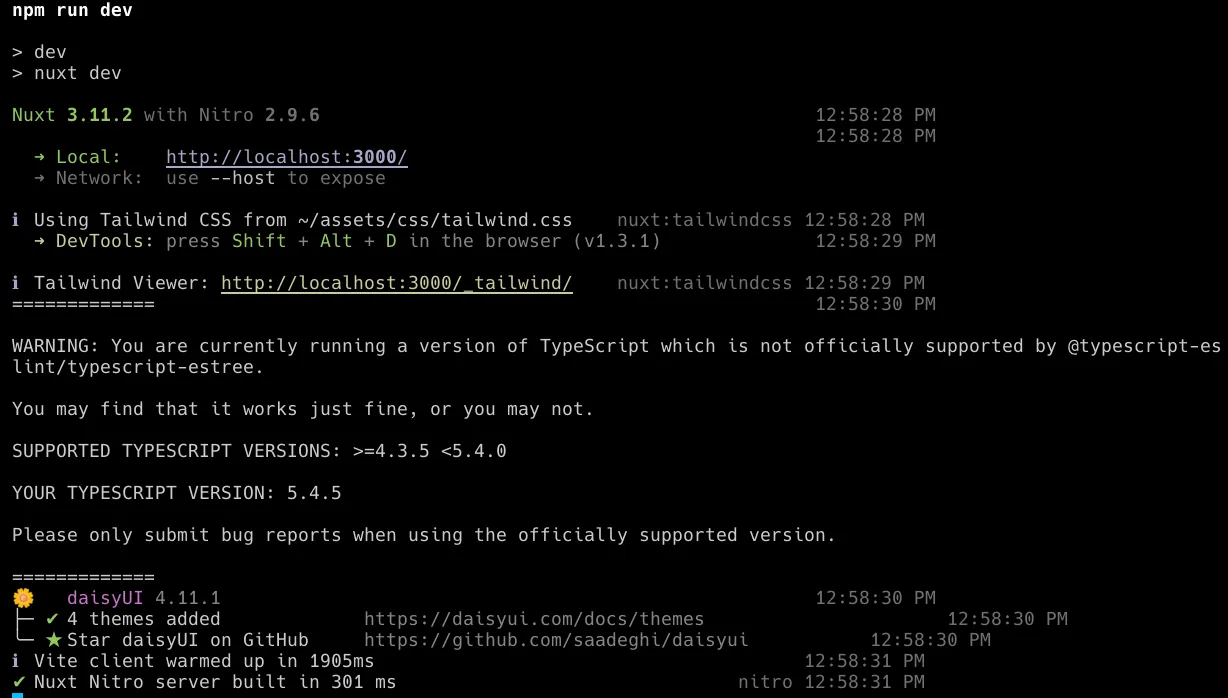 npm run dev
> dev
> nuxt dev
Nuxt 3.11.2 with Nitro 2.9.6 12:58:28 PM
12:58:28 PM
➜ Local: http://localhost:3000/
➜ Network: use --host to expose
ℹ Using Tailwind CSS from ~/assets/css/tailwind.css nuxt:tailwindcss 12:58:28 PM
➜ DevTools: press Shift + Alt + D in the browser (v1.3.1) 12:58:29 PM
ℹ Tailwind Viewer: http://localhost:3000/_tailwind/ nuxt:tailwindcss 12:58:29 PM
============= 12:58:30 PM
WARNING: You are currently running a version of TypeScript which is not officially supported by @typescript-es
lint/typescript-estree.
You may find that it works just fine, or you may not.
SUPPORTED TYPESCRIPT VERSIONS: >=4.3.5 <5.4.0
YOUR TYPESCRIPT VERSION: 5.4.5
Please only submit bug reports when using the officially supported version.
=============
🌼 daisyUI 4.11.1 12:58:30 PM
├─ ✔ 4 themes added https://daisyui.com/docs/themes 12:58:30 PM
╰─ ★ Star daisyUI on GitHub https://github.com/saadeghi/daisyui 12:58:30 PM
ℹ Vite client warmed up in 1905ms 12:58:31 PM
✔ Nuxt Nitro server built in 301 ms nitro 12:58:31 PM